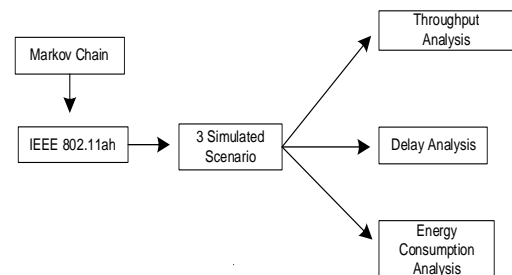 Markov Chain
IEEE 802.11ah
3 Simulated
Scenario
Throughput
Analysis
Delay Analysis
Energy
Consumption
Analysis